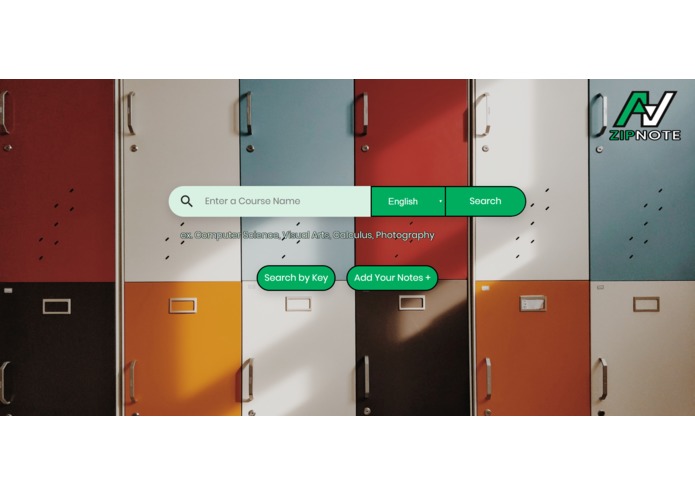 ZIPNOTE
Enter a Course Name
English
Search
ex. Computer Science, Visual Arts, Calculus, Photography
Search by Key
Add Your Notes +